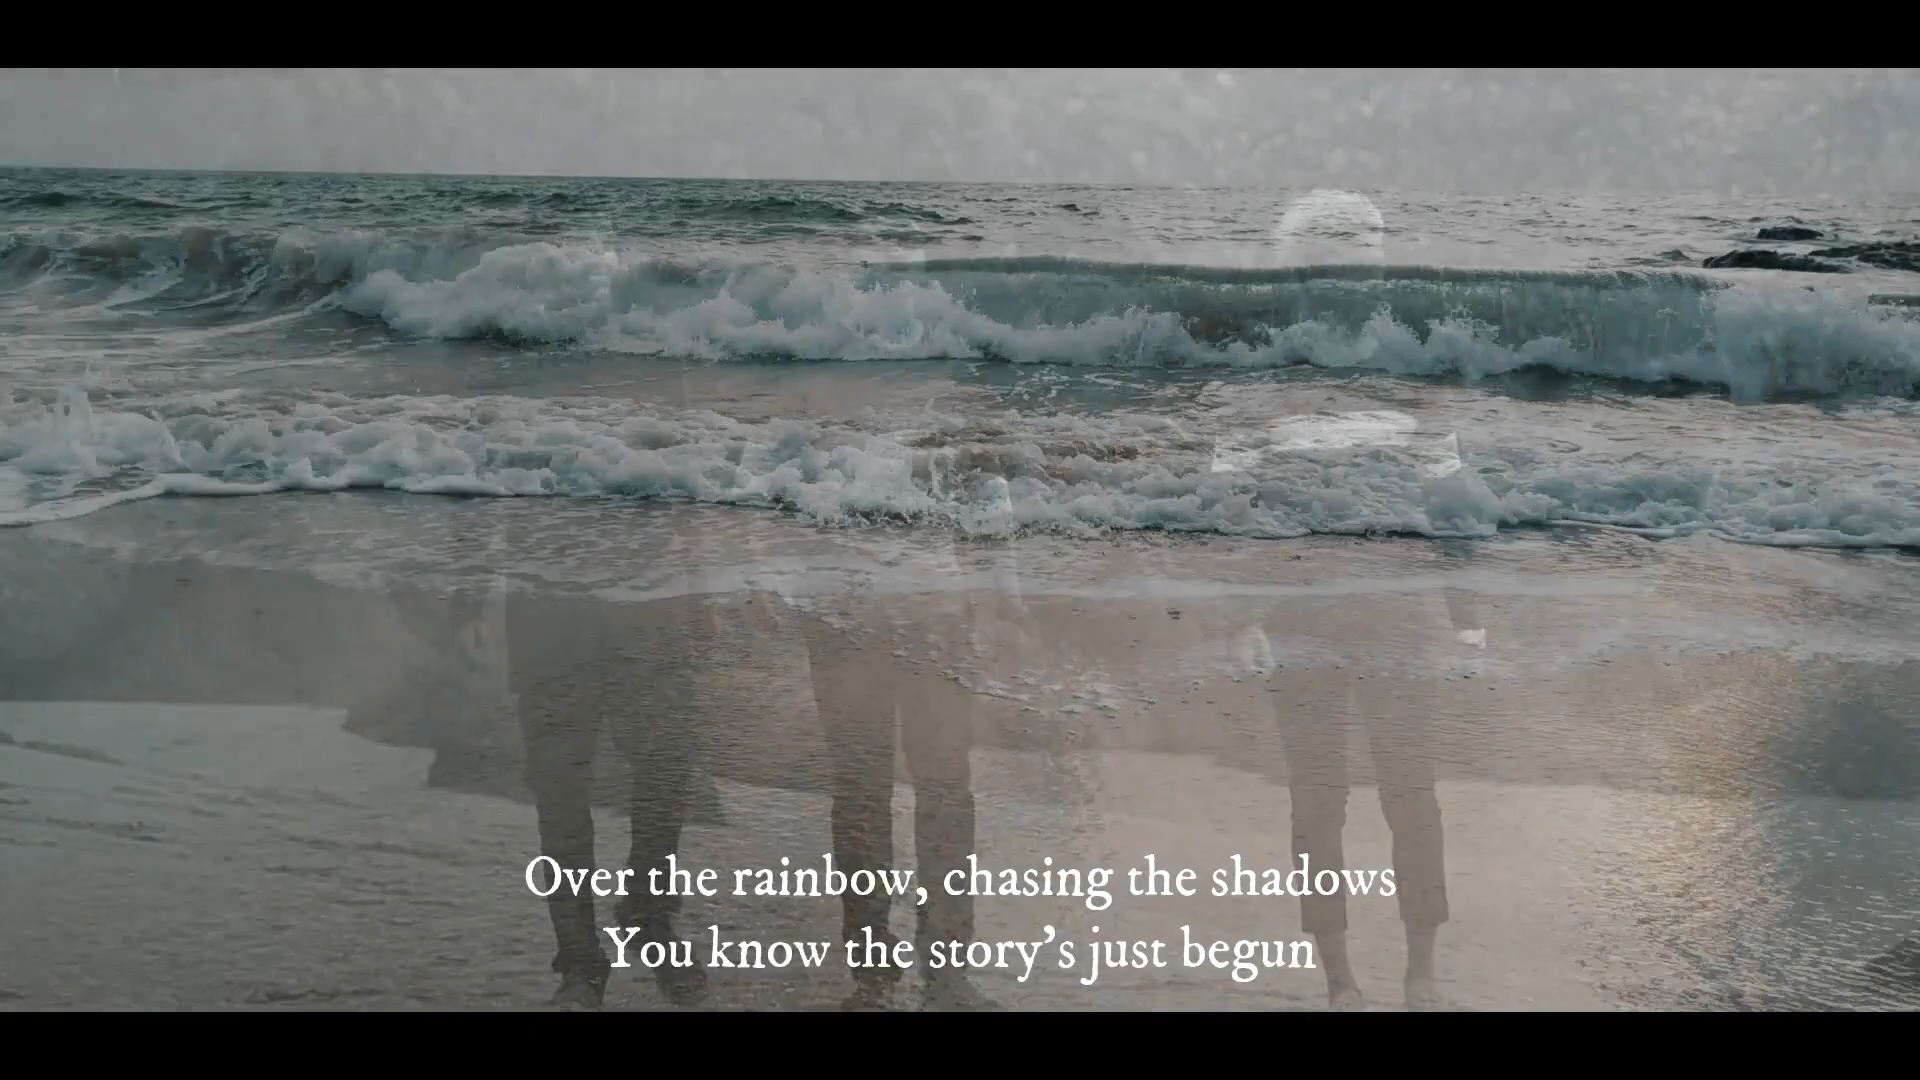 Over the rainbow, chasing the shadows
You know the story’s just begun